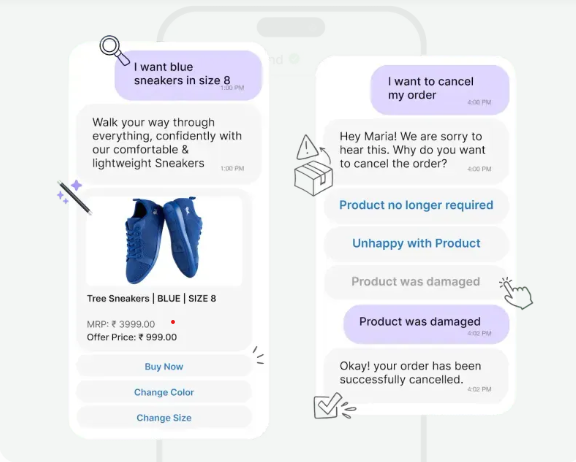 I want blue
sneakers in size 8
1:00 PM
Walk your way through
everything, confidently with
our comfortable &
lightweight Sneakers
1:00 PM
Tree Sneakers | BLUE | SIZE 8
MRP: ₹ 3999.00
Offer Price: ₹ 999.00
Buy Now
Change Color
Change Size
I want to cancel
my order
4:00 PM
Hey Maria! We are sorry to
hear this. Why do you want
to cancel the order?
4:00 PM
Product no longer required
Unhappy with Product
Product was damaged
Product was damaged
4:02 PM
Okay! your order has been
successfully cancelled.
4:02 PM